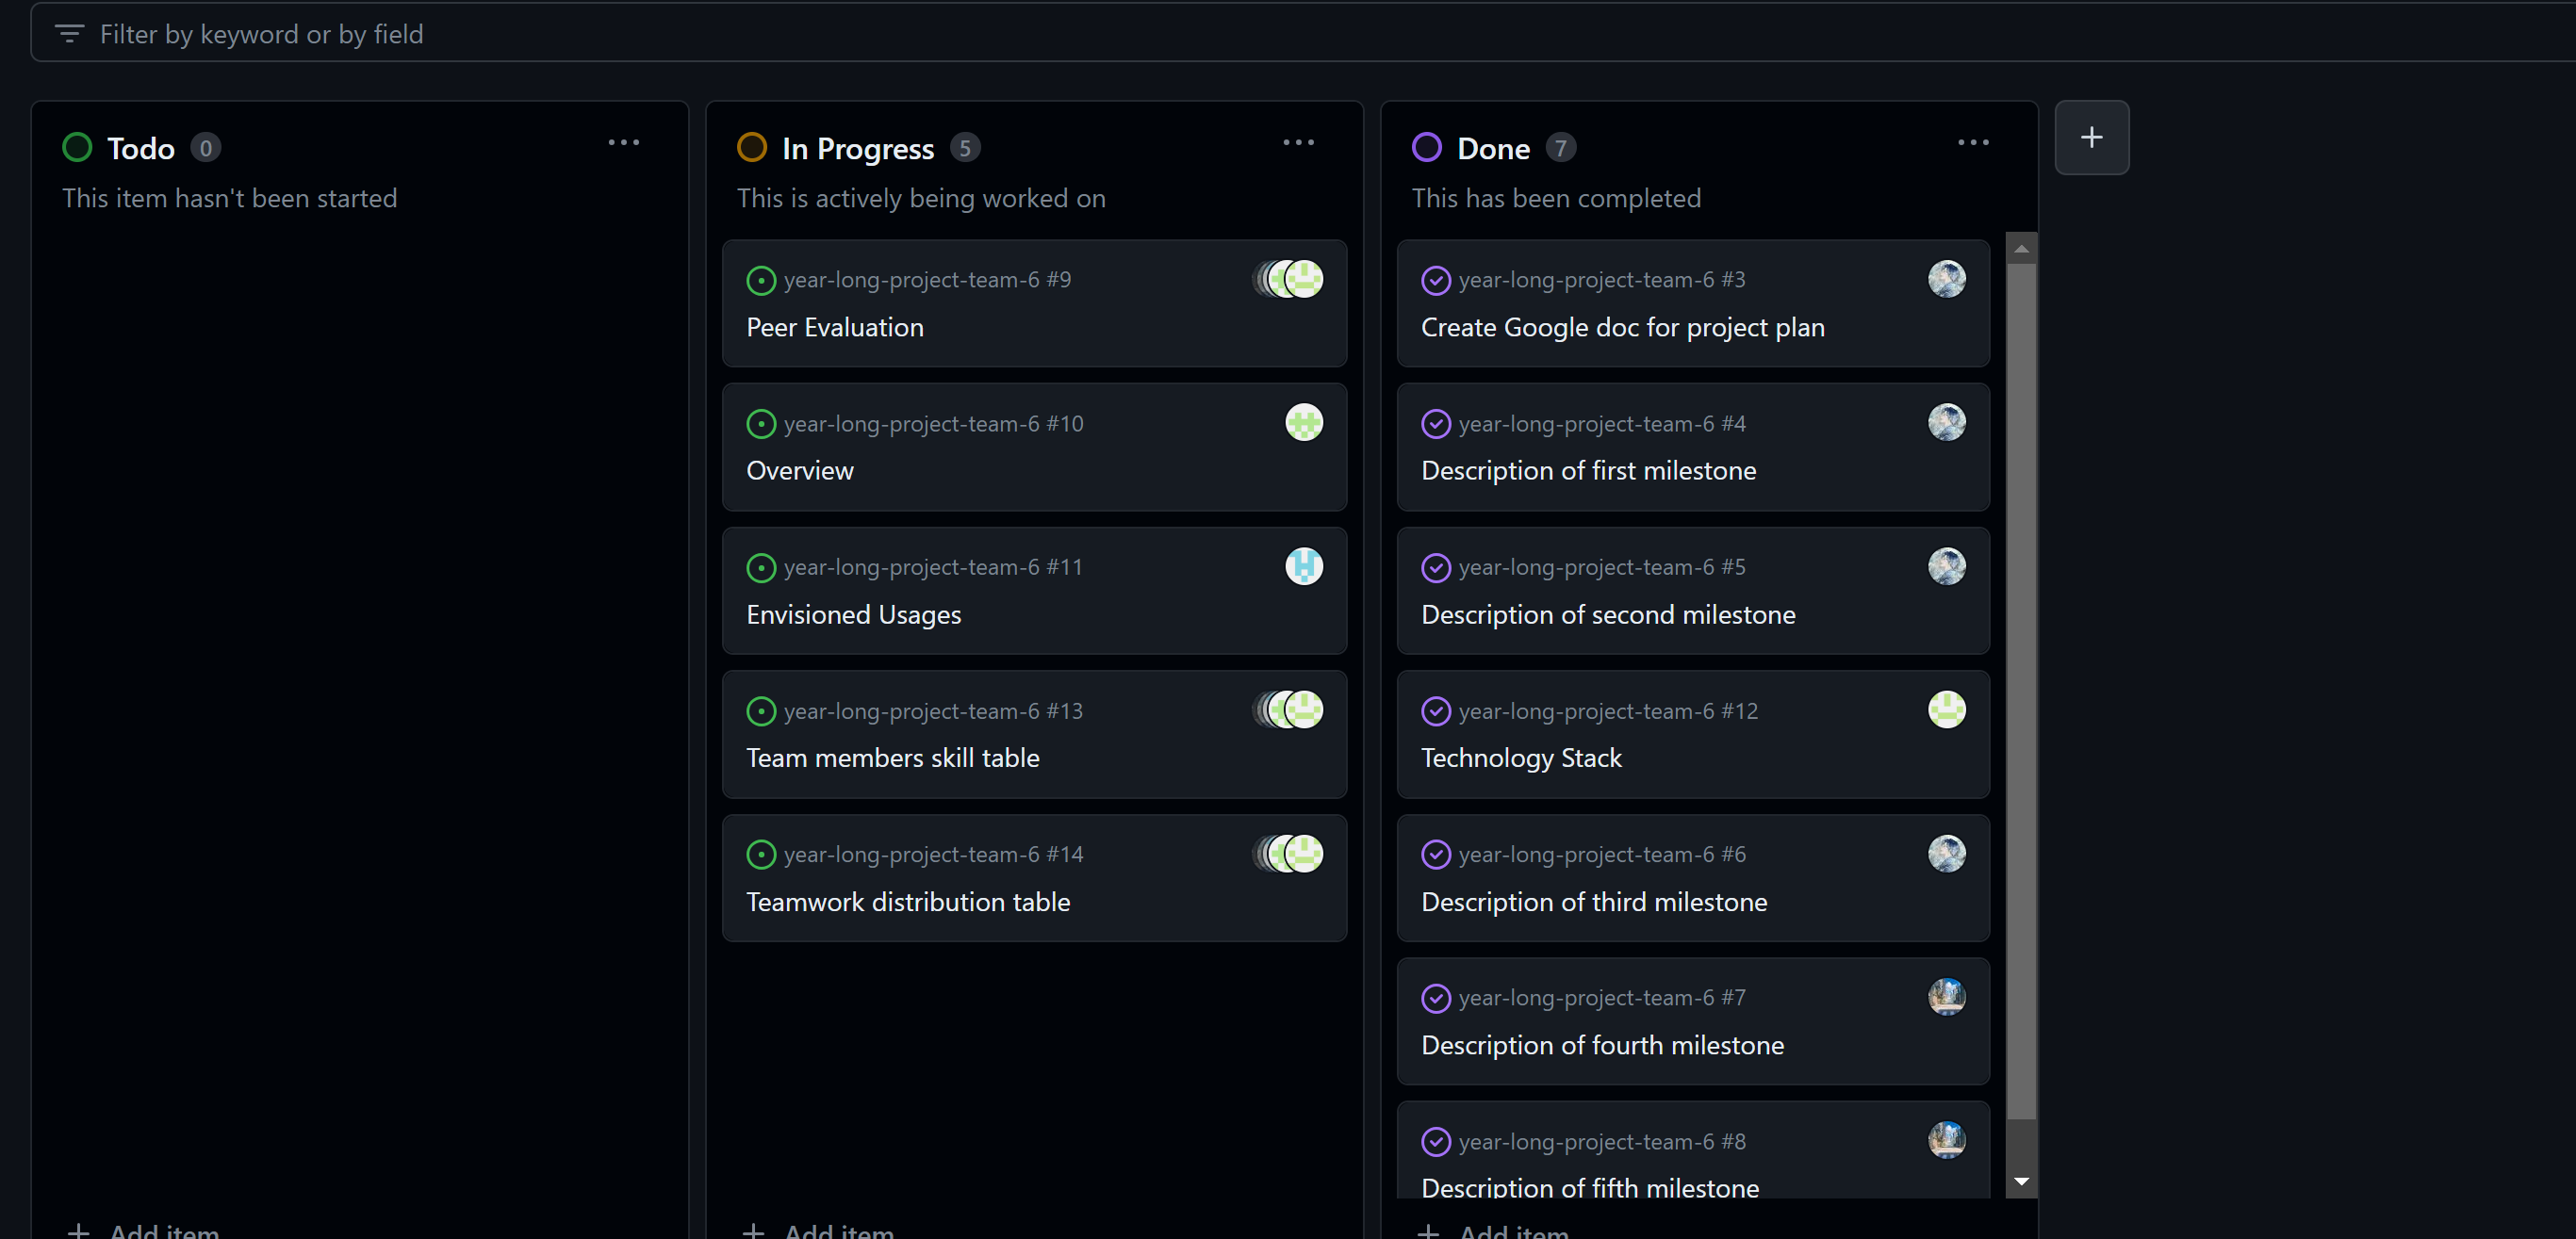 Filter by keyword or by field
Todo 0
This item hasn't been started
Add item
In Progress 5
This is actively being worked on
year-long-project-team-6 #9
Peer Evaluation
year-long-project-team-6 #10
Overview
year-long-project-team-6 #11
Envisioned Usages
year-long-project-team-6 #13
Team members skill table
year-long-project-team-6 #14
Teamwork distribution table
Add item
Done 7
This has been completed
year-long-project-team-6 #3
Create Google doc for project plan
year-long-project-team-6 #4
Description of first milestone
year-long-project-team-6 #5
Description of second milestone
year-long-project-team-6 #12
Technology Stack
year-long-project-team-6 #6
Description of third milestone
year-long-project-team-6 #7
Description of fourth milestone
year-long-project-team-6 #8
Description of fifth milestone
Add item